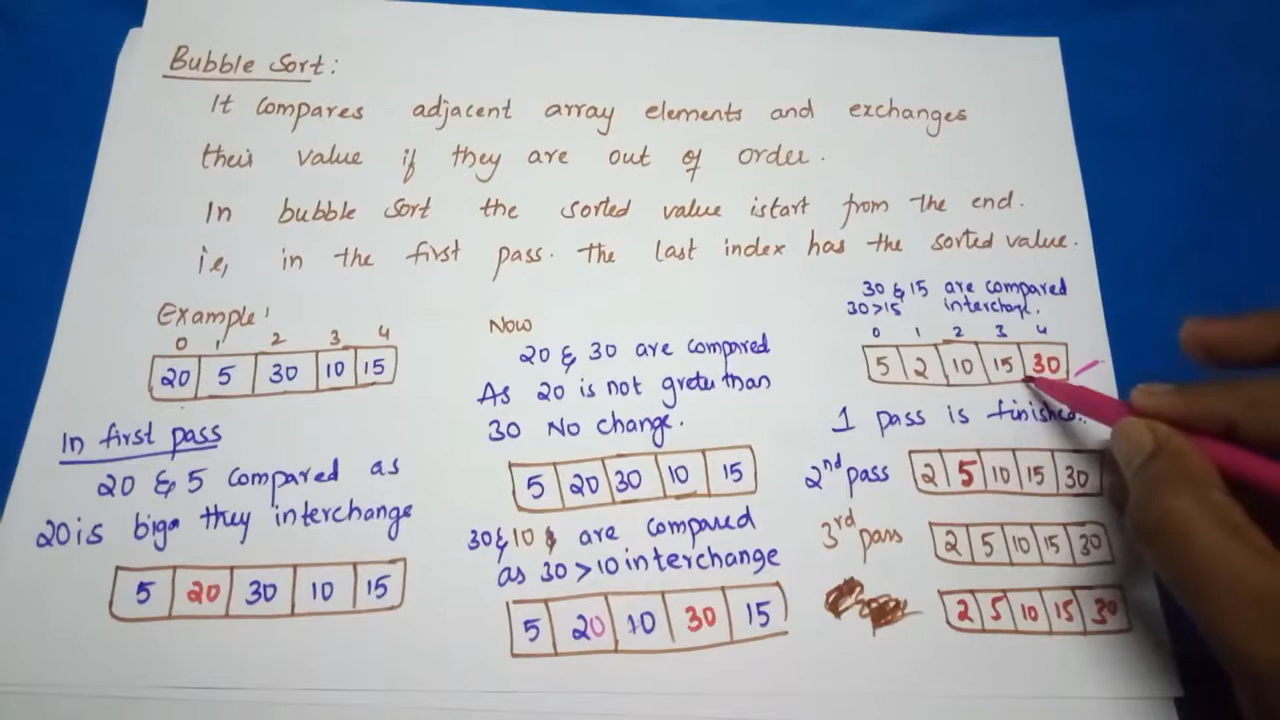 Bubble Sort:
It compares adjacent array elements and exchanges
their value if they are out of order.
In bubble sort the sorted value istart from the end.
ie, in the first pass. The last index has the sorted value.
Example!
0 1 2 3 4
20 5 30 10 15
In first pass
20 & 5 compared as
20 is biga they interchange
5 20 30 10 15
Now
20 & 30 are compared
As 20 is not
30 No change.
5 20 30 10 15
30 & 10 are compared
as 30 > 10 interchange
5 20 10 30 15
30 & 15 are compared
30 > 15 interchange.
0 1 2 3 4
5 2 10 15 30
1 pass is
2nd pass 2 5 10 15 30
3rd pass 2 5 10 15 30
2 5 10 15 30